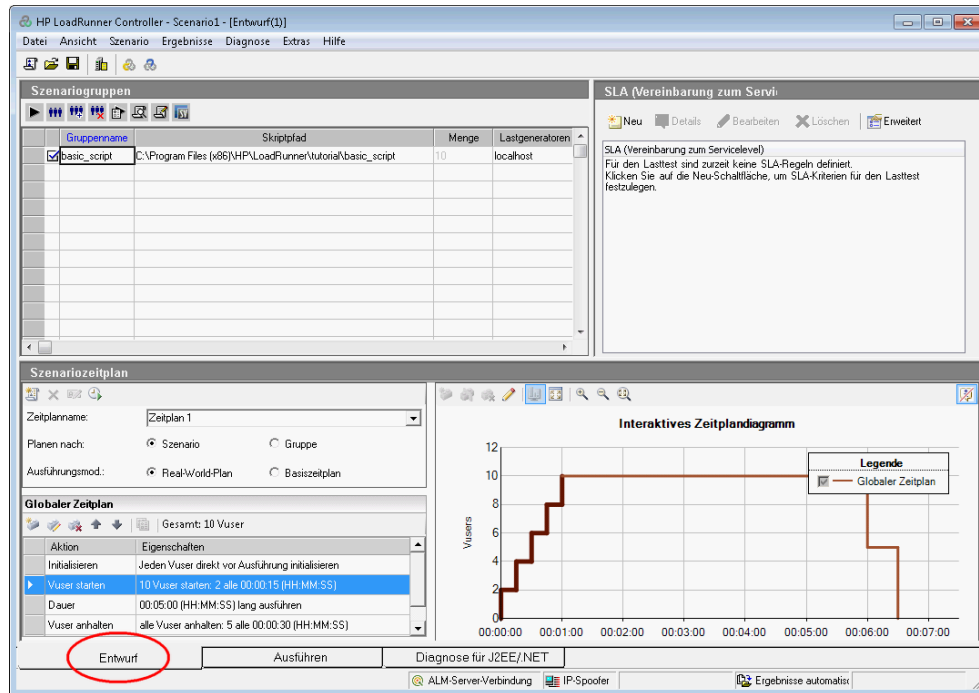 HP LoadRunner Controller - Scenario1 - [Entwurf(1)]
Datei Ansicht Szenario Ergebnisse Diagnose Extras Hilfe
Szenariogruppen
Gruppenname Skriptpfad Menge Lastgeneratoren
basic_script C:\Program Files (x86)\HP\LoadRunner\tutorial\basic_script 10 localhost
SLA (Vereinbarung zum Servi
Neu Details Bearbeiten Löschen Erweitert
SLA (Vereinbarung zum Servicelevel)
Für den Lasttest sind zurzeit keine SLA-Regeln definiert.
Klicken Sie auf die Neu-Schaltfläche, um SLA-Kriterien für den Lasttest
festzulegen.
Szenariozeitplan
Zeitplanname: Zeitplan 1
Planen nach: Szenario Gruppe
Ausführungsmod.: Real-World-Plan Basiszeitplan
Globaler Zeitplan
Gesamt: 10 Vuser
Aktion Eigenschaften
Initialisieren Jeden Vuser direkt vor Ausführung initialisieren
Vuser starten 10 Vuser starten: 2 alle 00:00:15 (HH:MM:SS)
Dauer 00:05:00 (HH:MM:SS) lang ausführen
Vuser anhalten alle Vuser anhalten: 5 alle 00:00:30 (HH:MM:SS)
Interaktives Zeitplandiagramm
Legende
Globaler Zeitplan
Vusers
12
10
8
6
4
2
0
00:00:00 00:01:00 00:02:00 00:03:00 00:04:00 00:05:00 00:06:00 00:07:00
Entwurf Ausführen Diagnose für J2EE/.NET
ALM-Server-Verbindung IP-Spoofer Ergebnisse automatisc